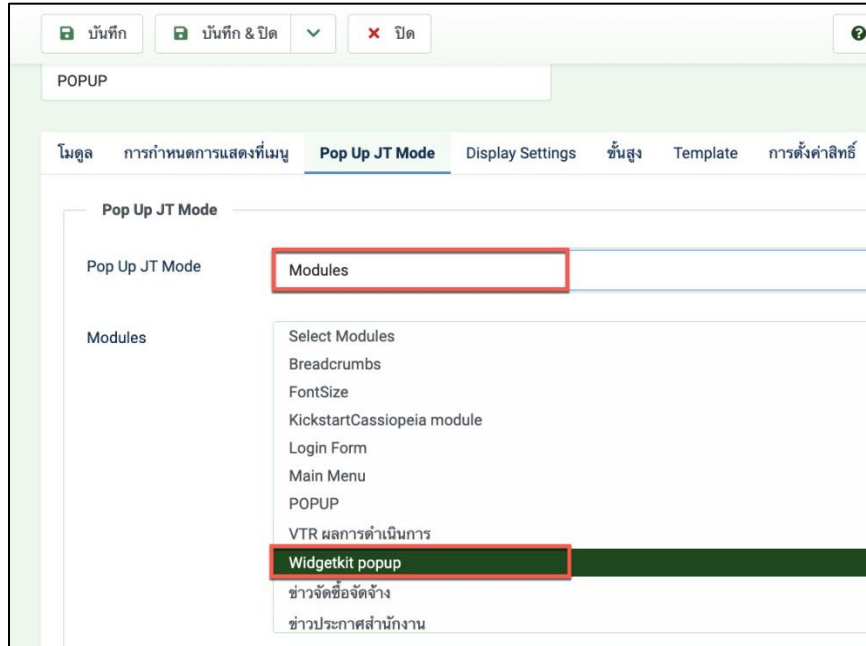 บันทึก บันทึก & ปิด ปิด
POPUP
โมดูล การกำหนดการแสดงที่เมนู Pop Up JT Mode Display Settings ขั้นสูง Template การตั้งค่าสิทธิ์
Pop Up JT Mode
Pop Up JT Mode Modules
Modules Select Modules
Breadcrumbs
FontSize
KickstartCassiopeia module
Login Form
Main Menu
POPUP
VTR ผลการดำเนินการ
Widgetkit popup
ข่าวจัดซื้อจัดจ้าง
ข่าวประกาศสำนักงาน